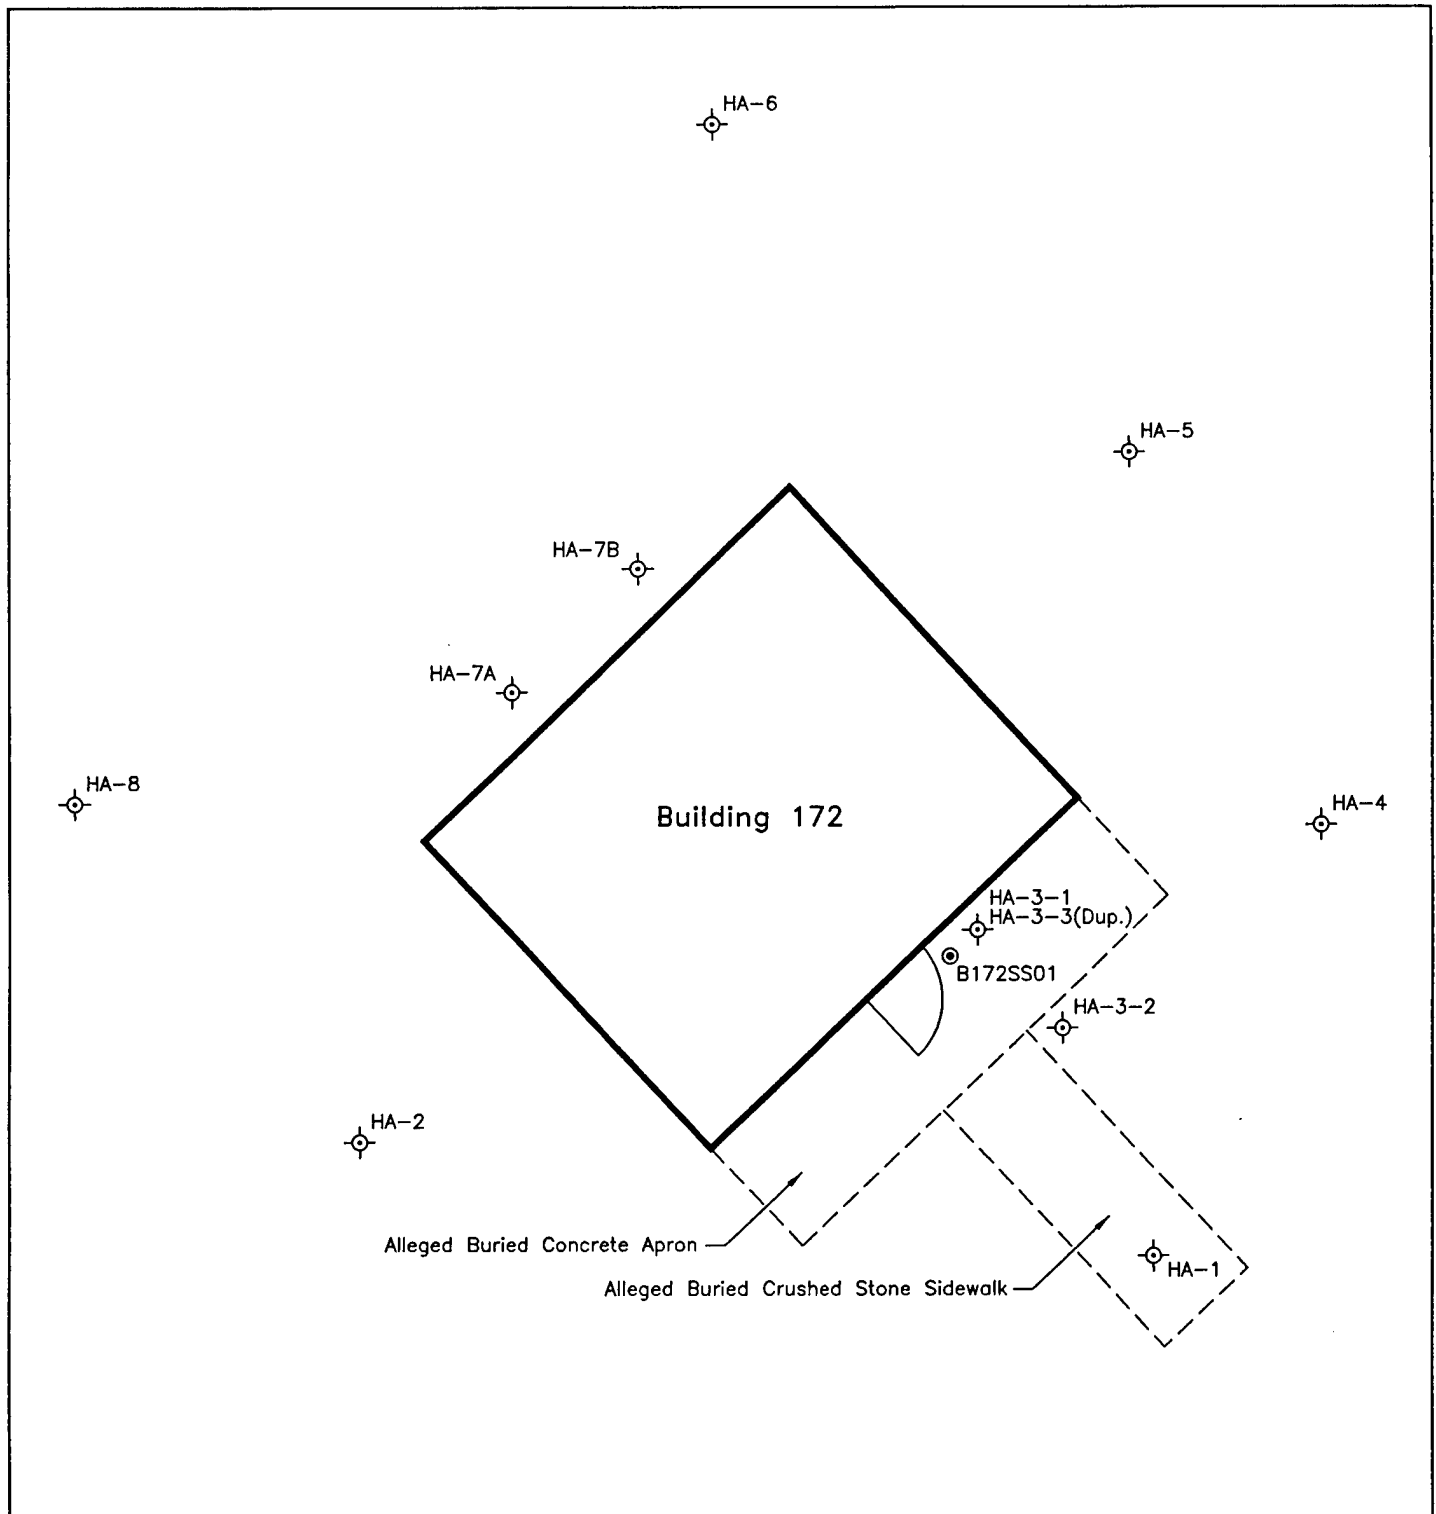 HA-6
HA-5
HA-7B
HA-7A
HA-8
HA-4
Building 172
HA-3-1
HA-3-3(Dup.)
B172SS01
HA-3-2
HA-2
Alleged Buried Concrete Apron
HA-1
Alleged Buried Crushed Stone Sidewalk